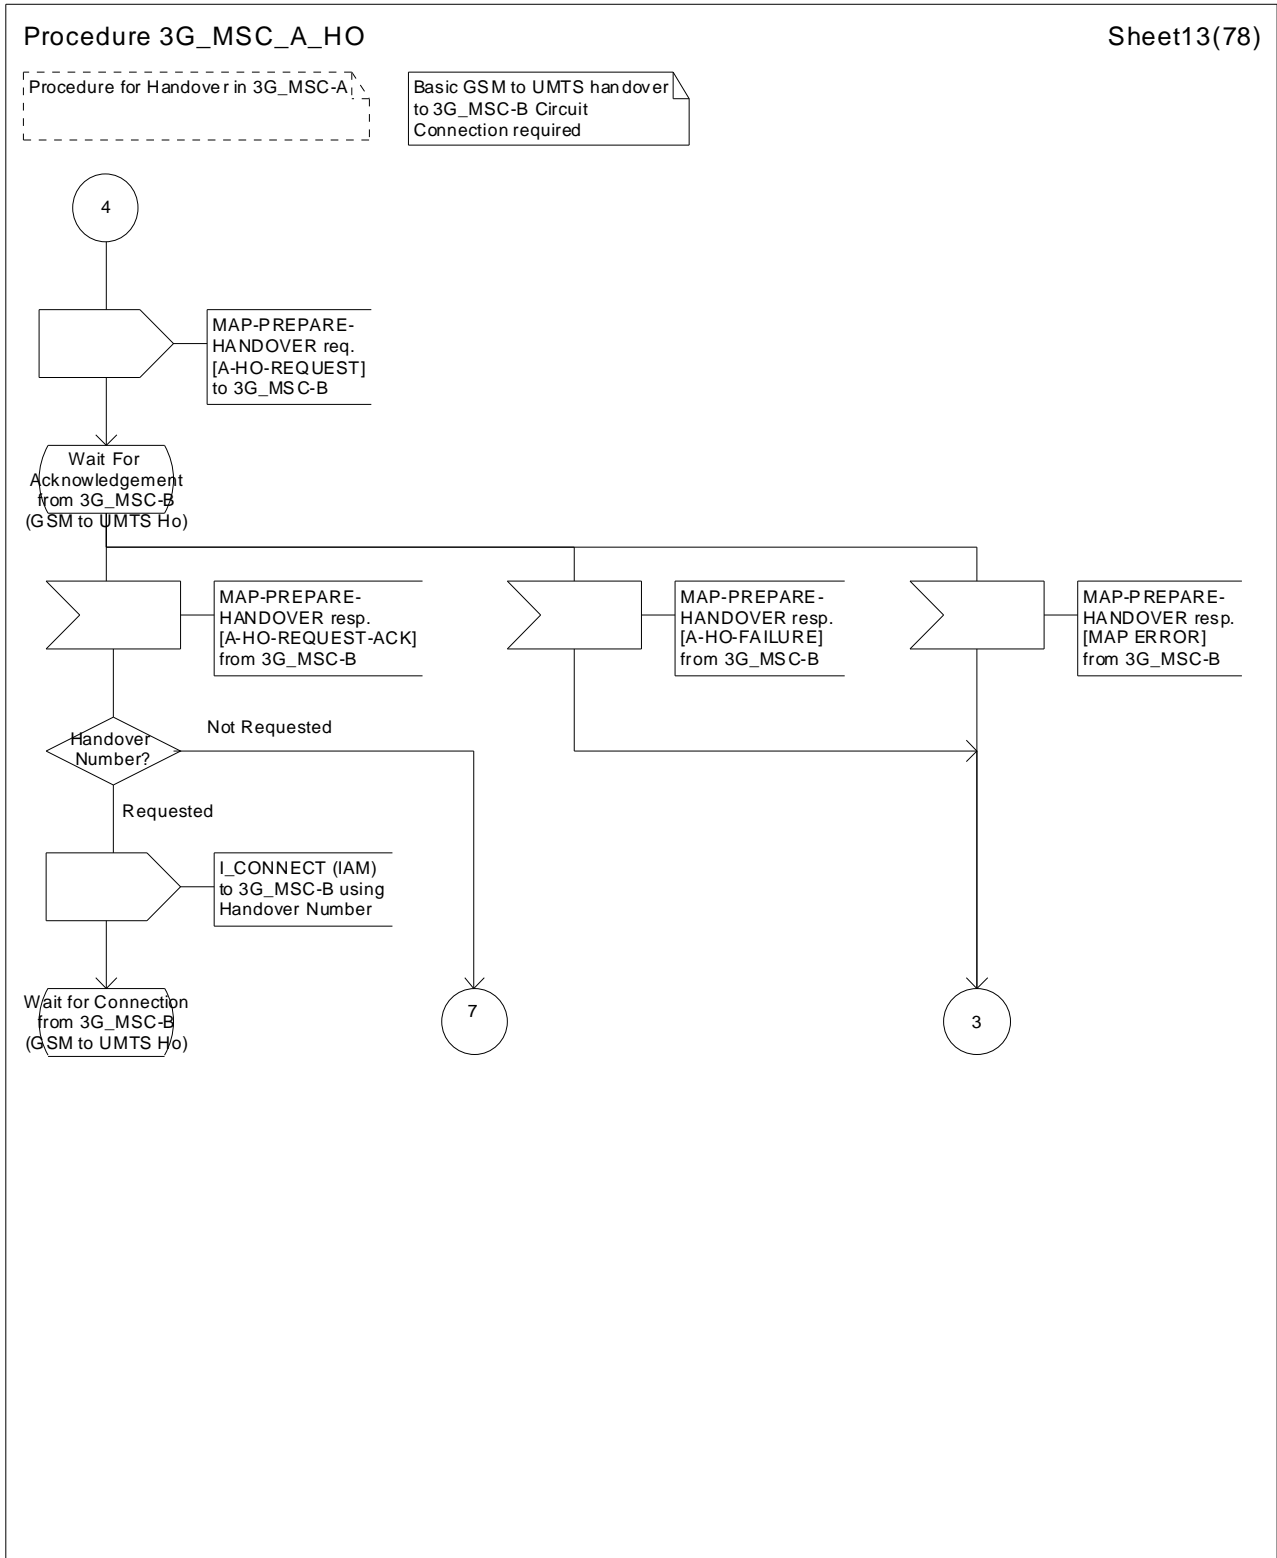 Procedure 3G_MSC_A_HO
Sheet13(78)
Procedure for Handover in 3G_MSC-A
Basic GSM to UMTS handover
to 3G_MSC-B Circuit
Connection required
4
MAP-PREPARE-
HANDOVER req.
[A-HO-REQUEST]
to 3G_MSC-B
Wait For
Acknowledgement
from 3G_MSC-B
(GSM to UMTS Ho)
MAP-PREPARE-
HANDOVER resp.
[A-HO-REQUEST-ACK]
from 3G_MSC-B
MAP-PREPARE-
HANDOVER resp.
[A-HO-FAILURE]
from 3G_MSC-B
MAP-PREPARE-
HANDOVER resp.
[MAP ERROR]
from 3G_MSC-B
Handover
Number?
Not Requested
Requested
I_CONNECT (IAM)
to 3G_MSC-B using
Handover Number
Wait for Connection
from 3G_MSC-B
(GSM to UMTS Ho)
7
3